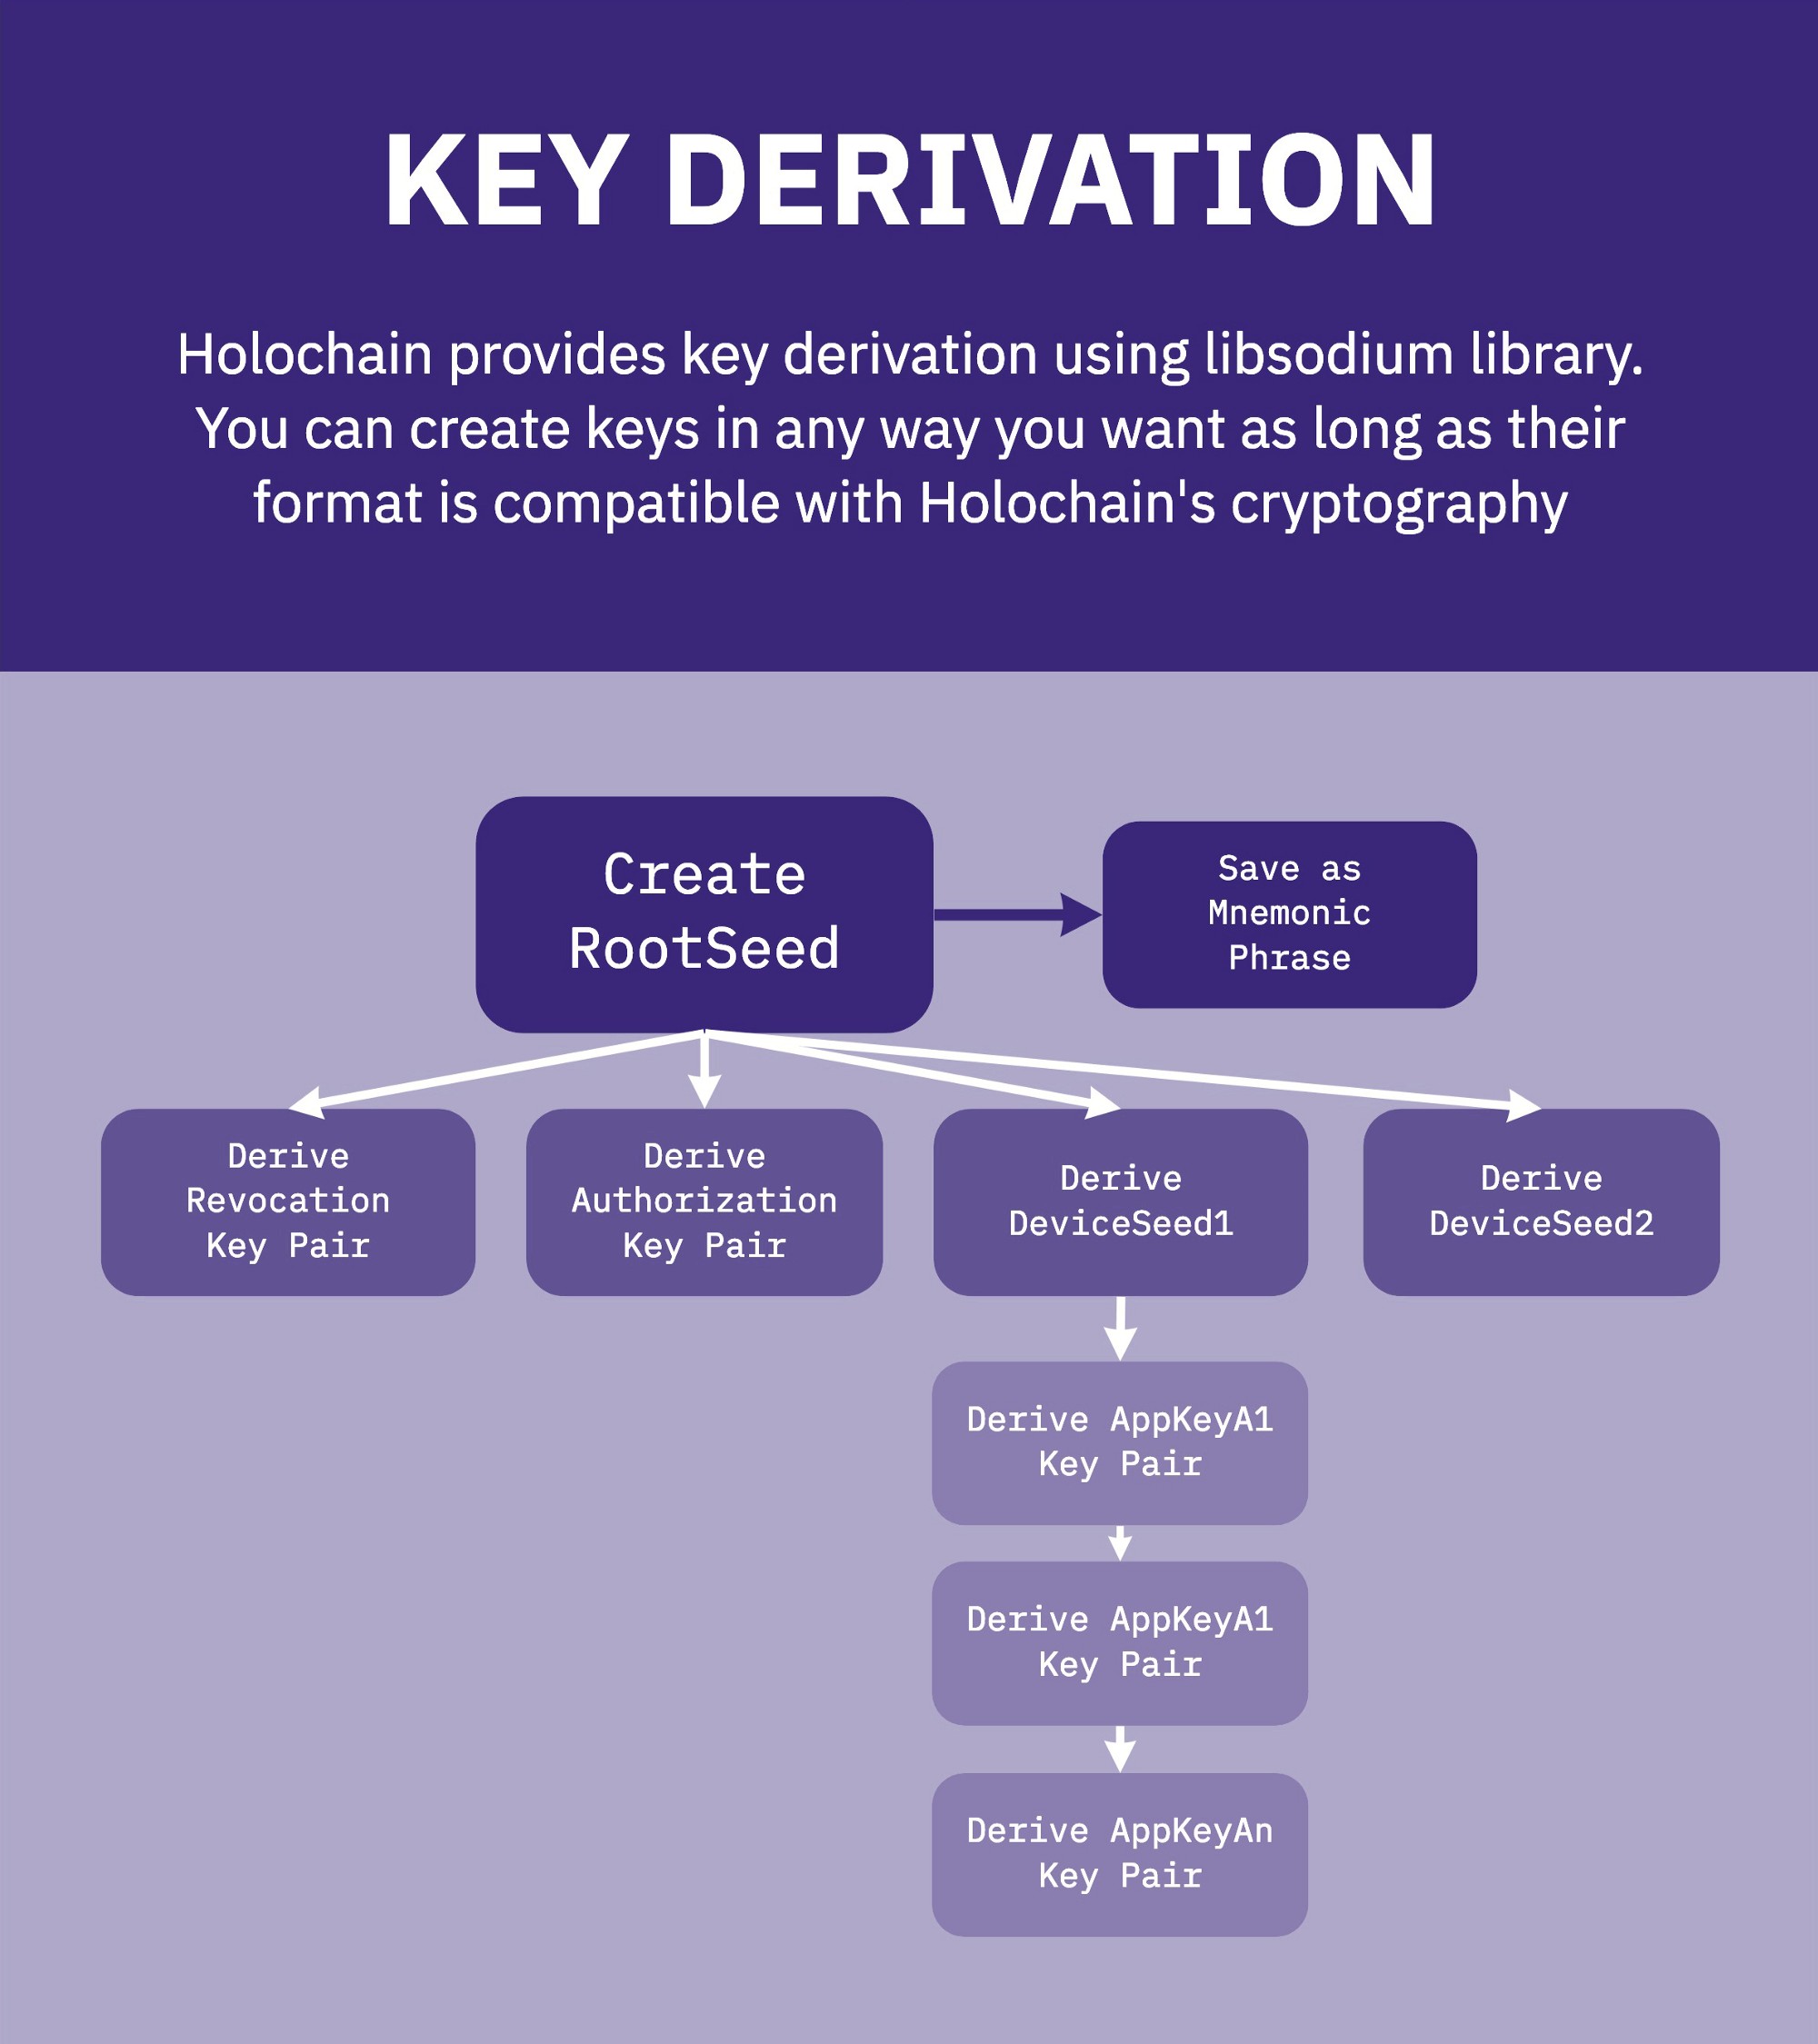 KEY DERIVATION
Holochain provides key derivation using libsodium library.
You can create keys in any way you want as long as their
format is compatible with Holochain's cryptography
Create
RootSeed
Save as
Mnemonic
Phrase
Derive
Revocation
Key Pair
Derive
Authorization
Key Pair
Derive
DeviceSeed1
Derive
DeviceSeed2
Derive AppKeyA1
Key Pair
Derive AppKeyA1
Key Pair
Derive AppKeyAn
Key Pair